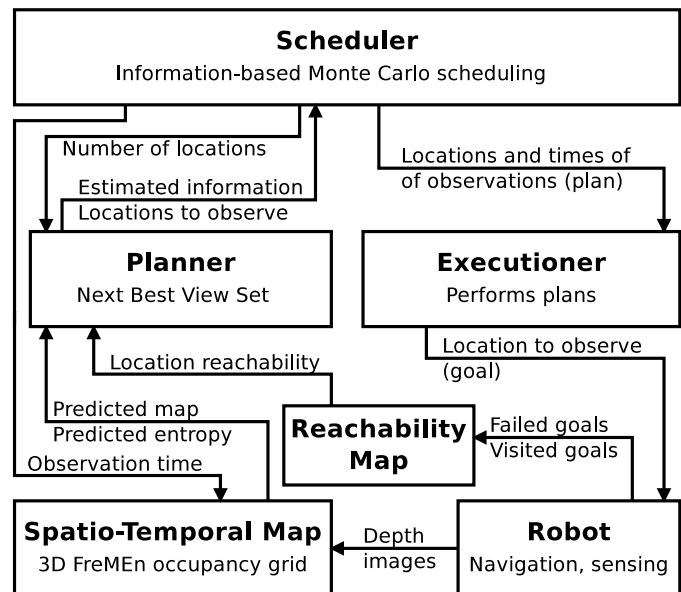 Scheduler
Information-based Monte Carlo scheduling
Number of locations
Estimated information
Locations to observe
Locations and times of
of observations (plan)
Planner
Next Best View Set
Executioner
Performs plans
Location reachability
Location to observe
(goal)
Predicted map
Predicted entropy
Observation time
Reachability
Map
Failed goals
Visited goals
Spatio-Temporal Map
3D FreMEn occupancy grid
Depth
images
Robot
Navigation, sensing